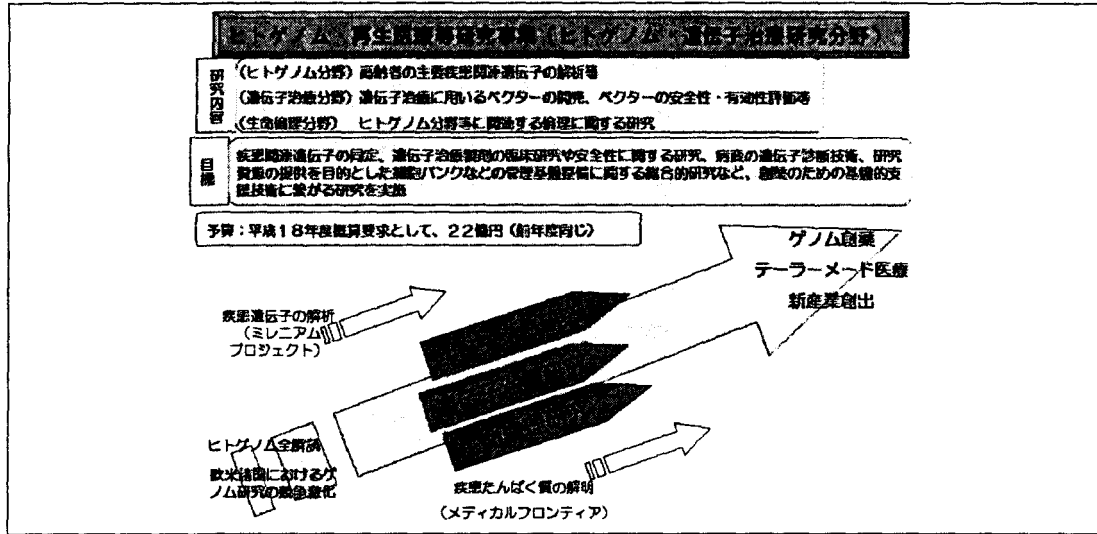 ヒトゲノム・再生医療等研究事業(ヒトゲノム・遺伝子治療研究分野)
研究内容
(ヒトゲノム分野)高齢者の主要疾患関連遺伝子の解析等
(遺伝子治療分野)遺伝子治療に用いるベクターの開発、ベクターの安全性・有効性評価等
(生命倫理分野) ヒトゲノム分野等に関連する倫理に関する研究
目標
疾患関連遺伝子の同定、遺伝子治療製剤の臨床研究や安全性に関する研究、病疾の遺伝子診断技術、研究
資源の提供を目的とした細胞バンクなどの管理基盤整備に関する総合的研究など、創薬のための基礎的支
援技術に繋がる研究を実施
予算:平成18年度概算要求として、22億円(前年度同じ)
ゲノム創薬
テーラーメード医療
新産業創出
疾患遺伝子の解析
(ミレニアム
プロジェクト)
ヒトゲノム全解読
欧米諸国におけるゲ
ノム研究の競争激化
疾患たんぱく質の解明
(メディカルフロンティア)